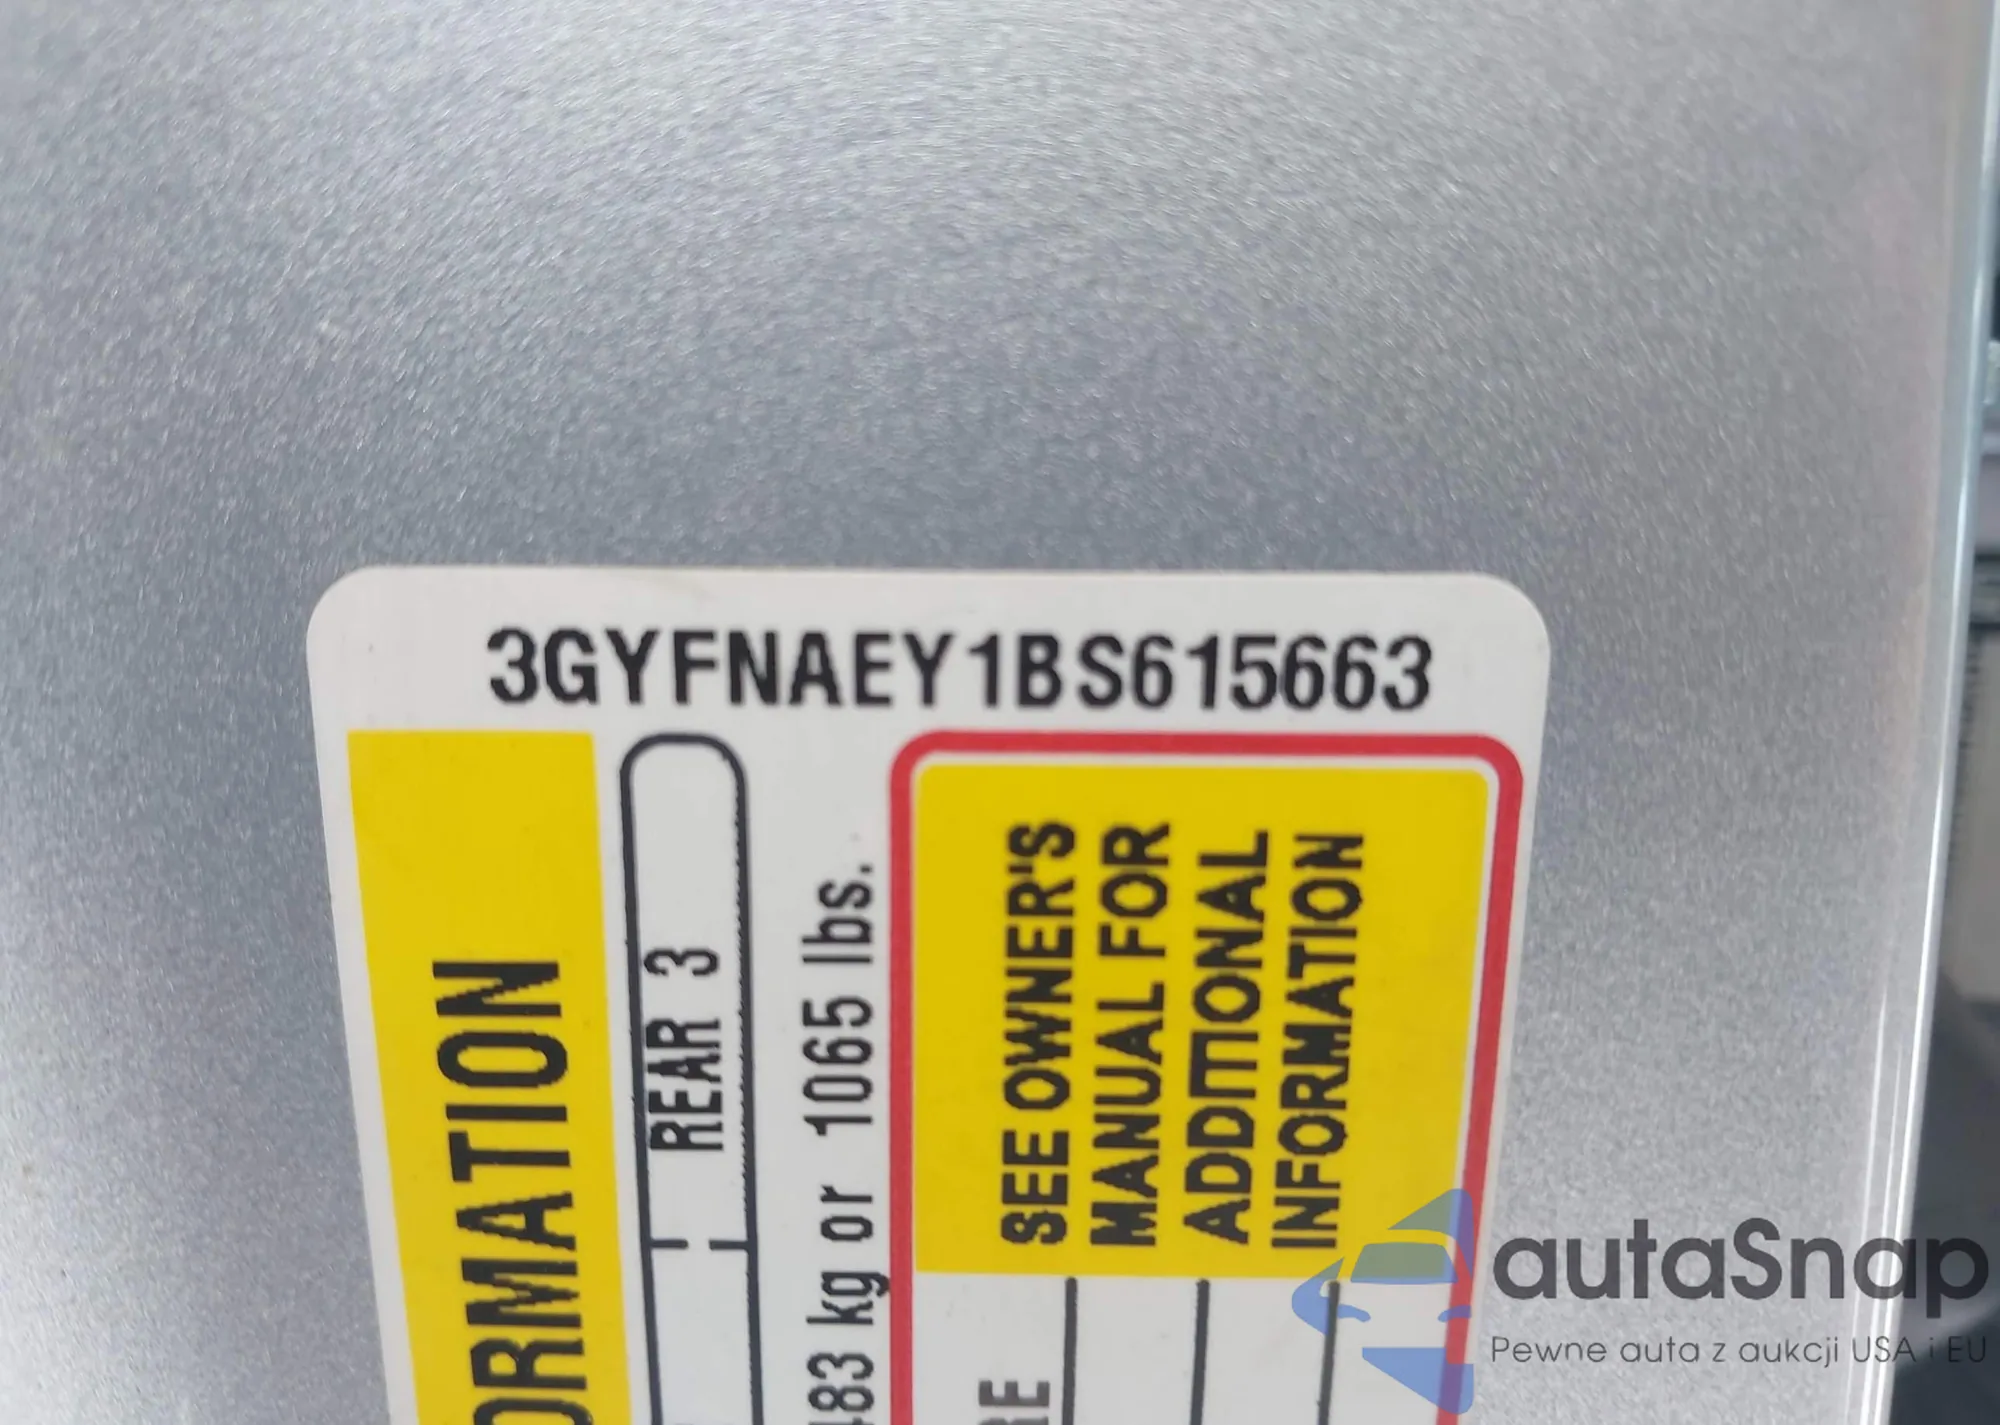 3GYFNAEY1BS615663
ORMATION
REAR 3
483 kg or 1065 lbs.
SEE OWNER'S
MANUAL FOR
ADDITIONAL
INFORMATION
autaSnap
Pewne auta z aukcji USA i EU